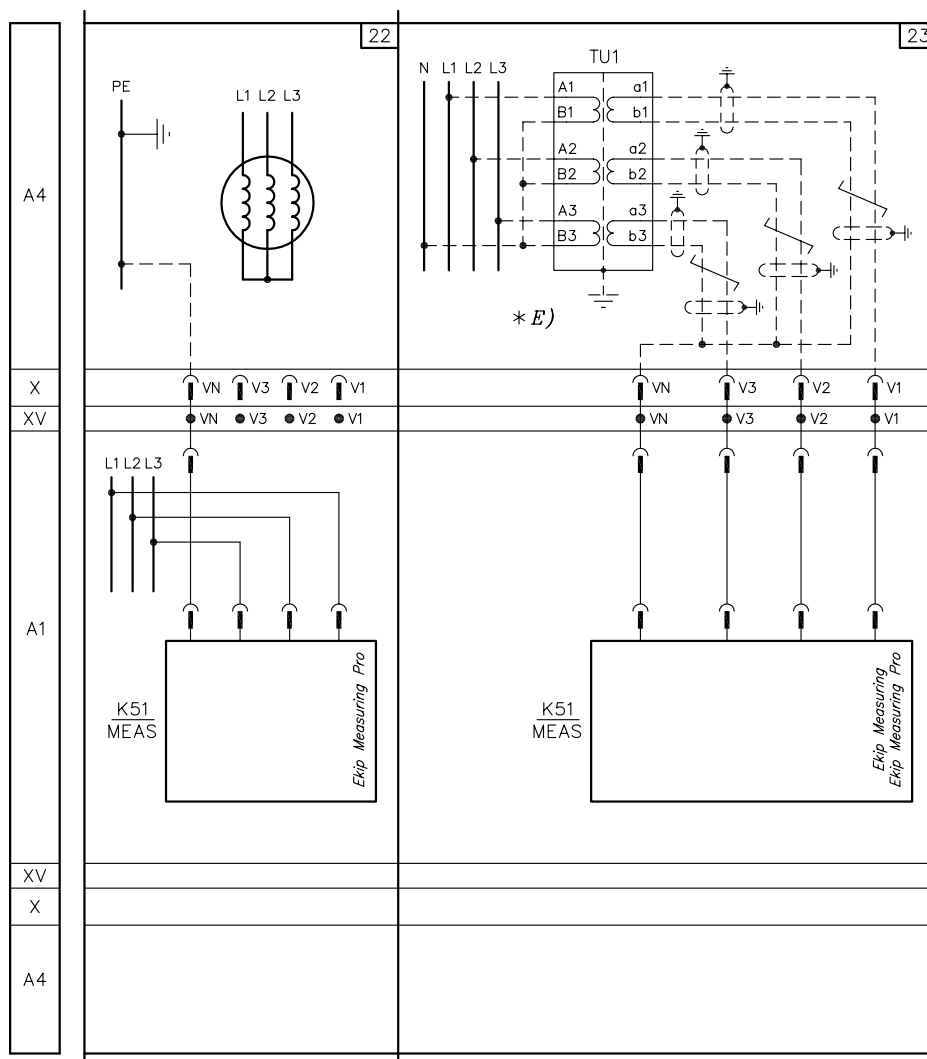 22
23
TU1
N L1 L2 L3
PE
L1 L2 L3
A1 a1
B1 b1
A2 a2
B2 b2
A3 a3
B3 b3
A4
*E)
X
VN V3 V2 V1
VN V3 V2 V1
XV
VN V3 V2 V1
VN V3 V2 V1
L1 L2 L3
A1
K51
MEAS
Ekip Measuring Pro
K51
MEAS
Ekip Measuring
Ekip Measuring Pro
XV
X
A4